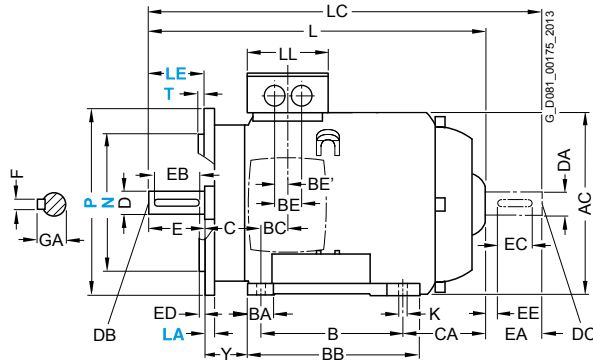 LC
L
LL
LE
T
G_D081_00175_2013
F
GA
P
N
D
EB
E
C
BC
BE
BE'
DA
AC
EC
DB
ED
LA
BA
B
K
CA
EE
EA
DC
Y
BB